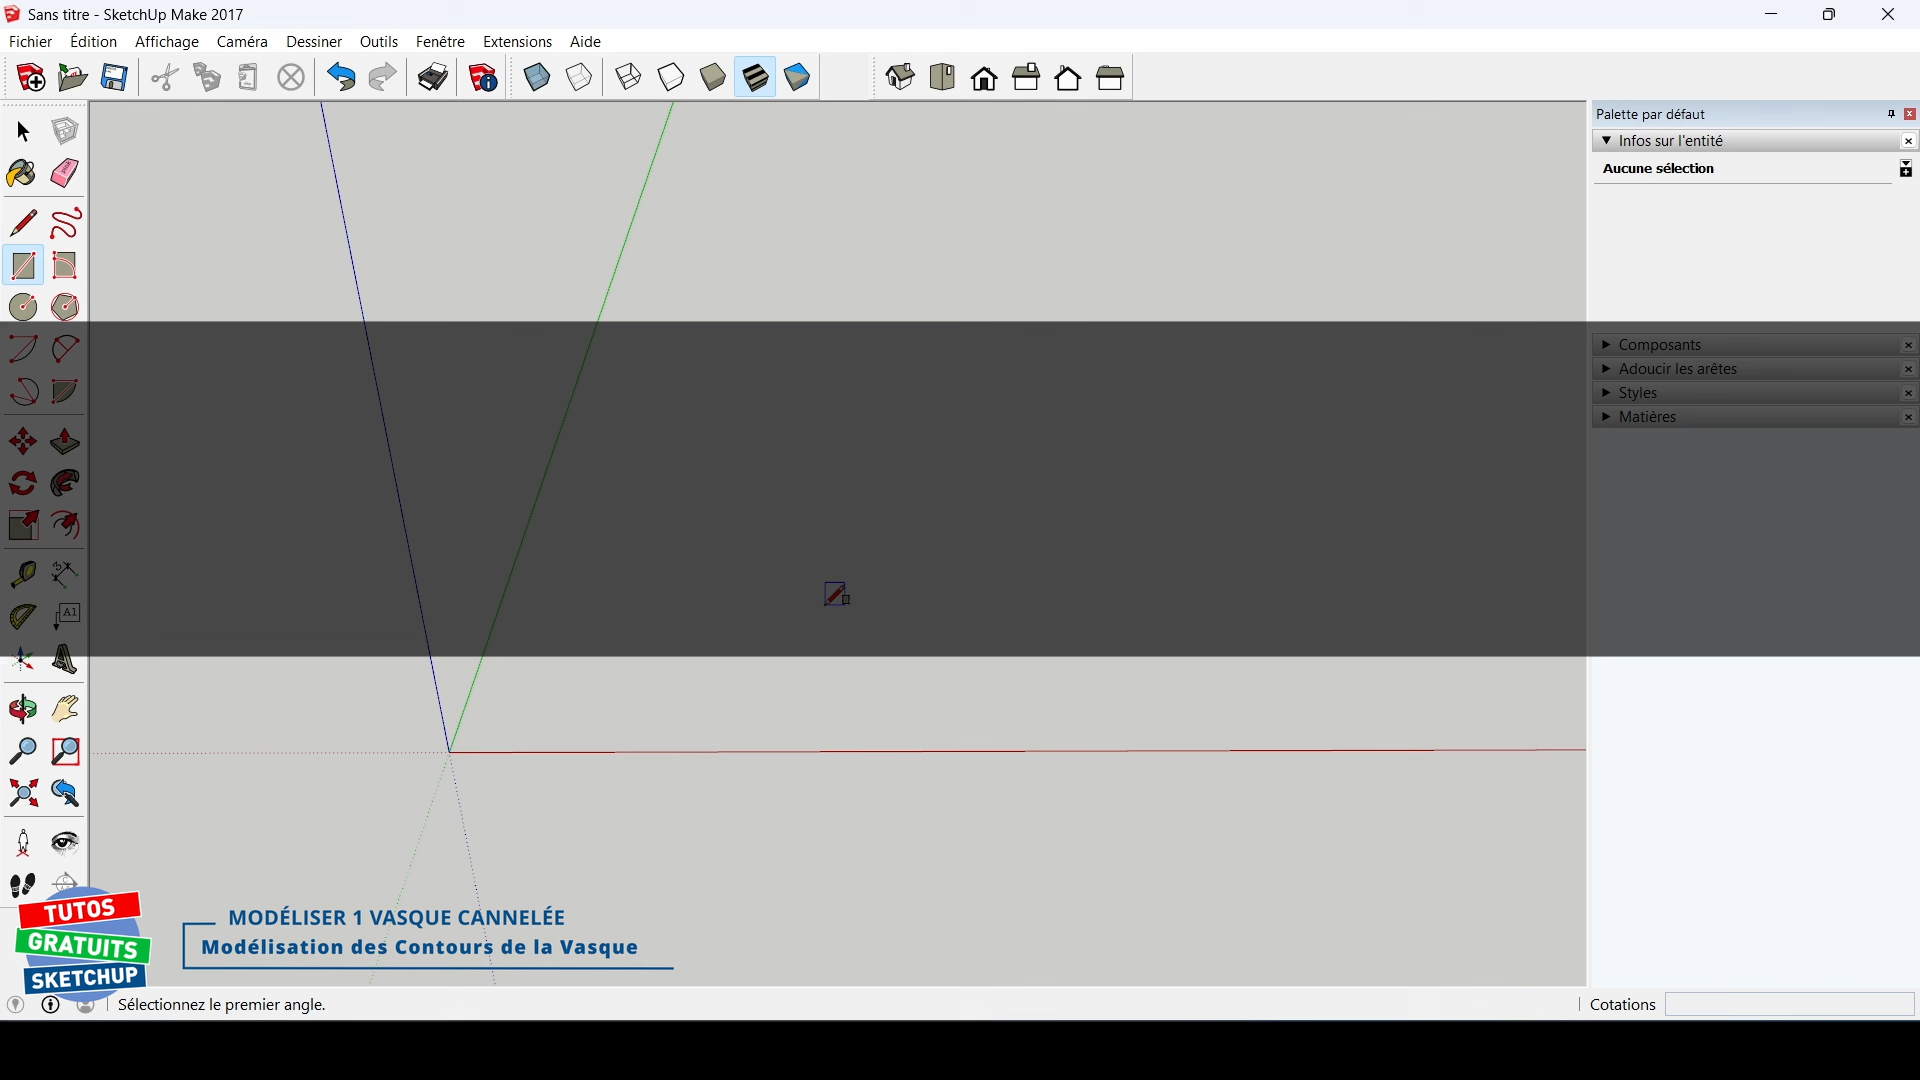 Sans titre - SketchUp Make 2017
Fichier Édition Affichage Caméra Dessiner Outils Fenêtre Extensions Aide
Palette par défaut
Infos sur l'entité
Aucune sélection
Composants
Adoucir les arêtes
Styles
Matières
A1
TUTOS
GRATUITS
SKETCHUP
MODÉLISER 1 VASQUE CANNELÉE
Modélisation des Contours de la Vasque
Sélectionnez le premier angle.
Cotations